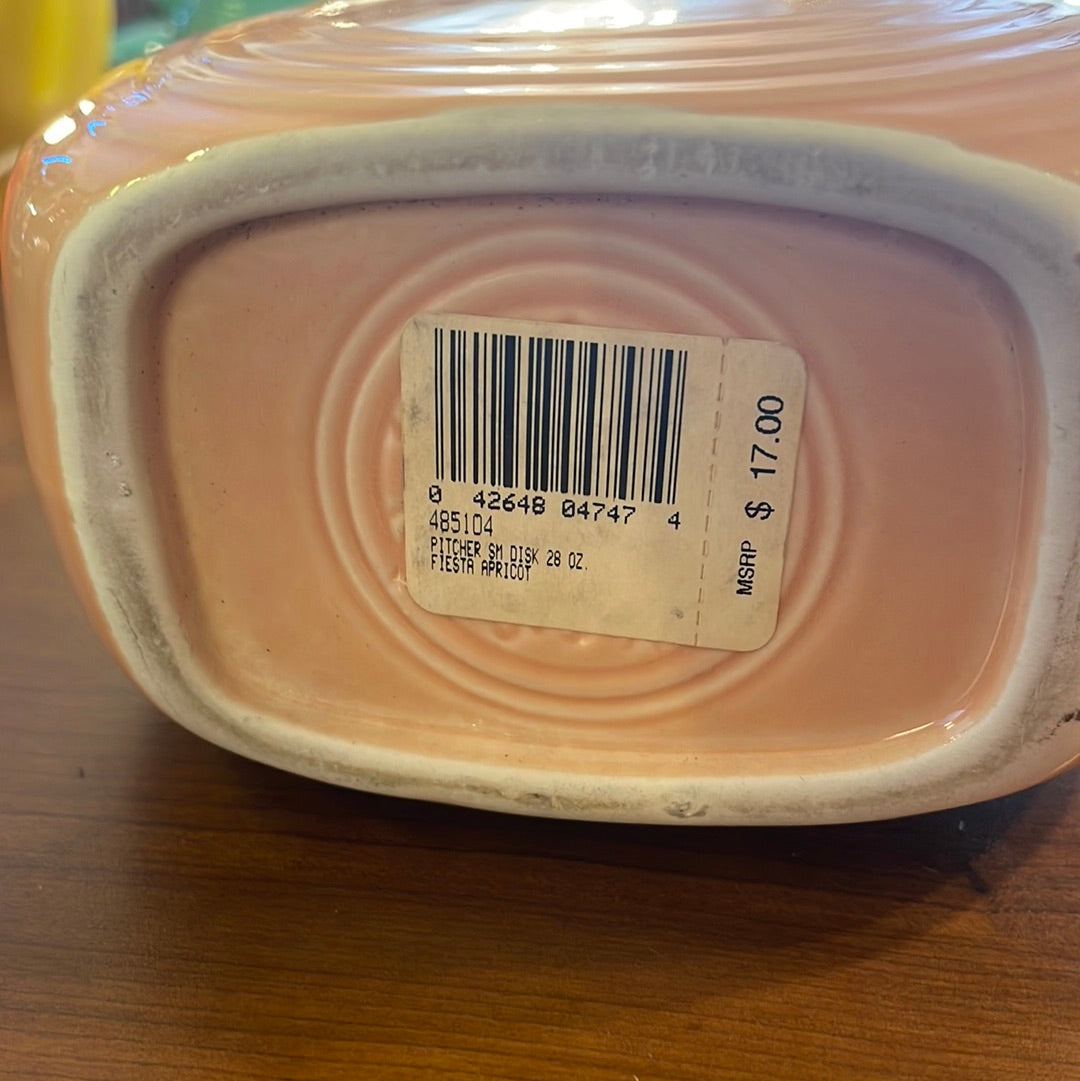 0 42648 04747 4
485104
PITCHER SM DISK 28 OZ.
FIESTA APRICOT
MSRP $ 17.00